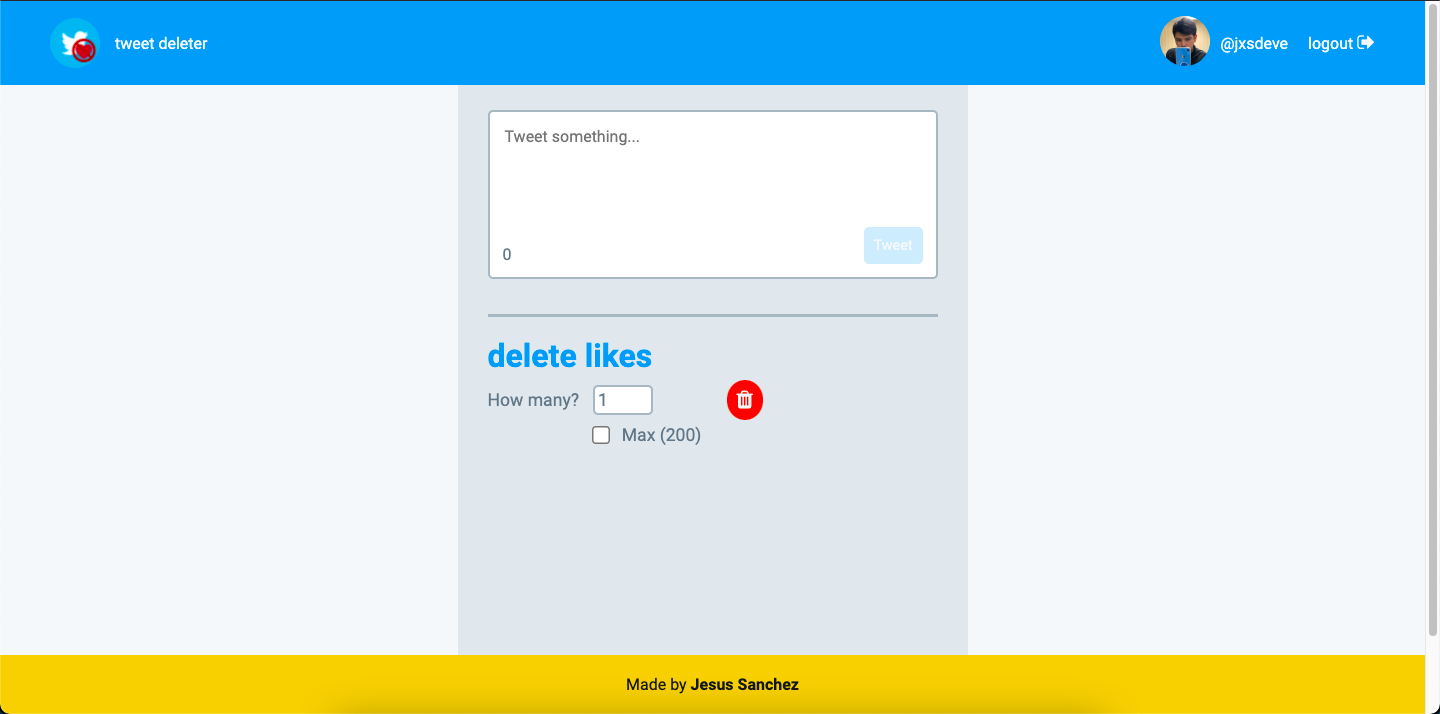 tweet deleter
@jxsdeve logout
Tweet something...
0
Tweet
delete likes
How many? 1
Max (200)
Made by Jesus Sanchez